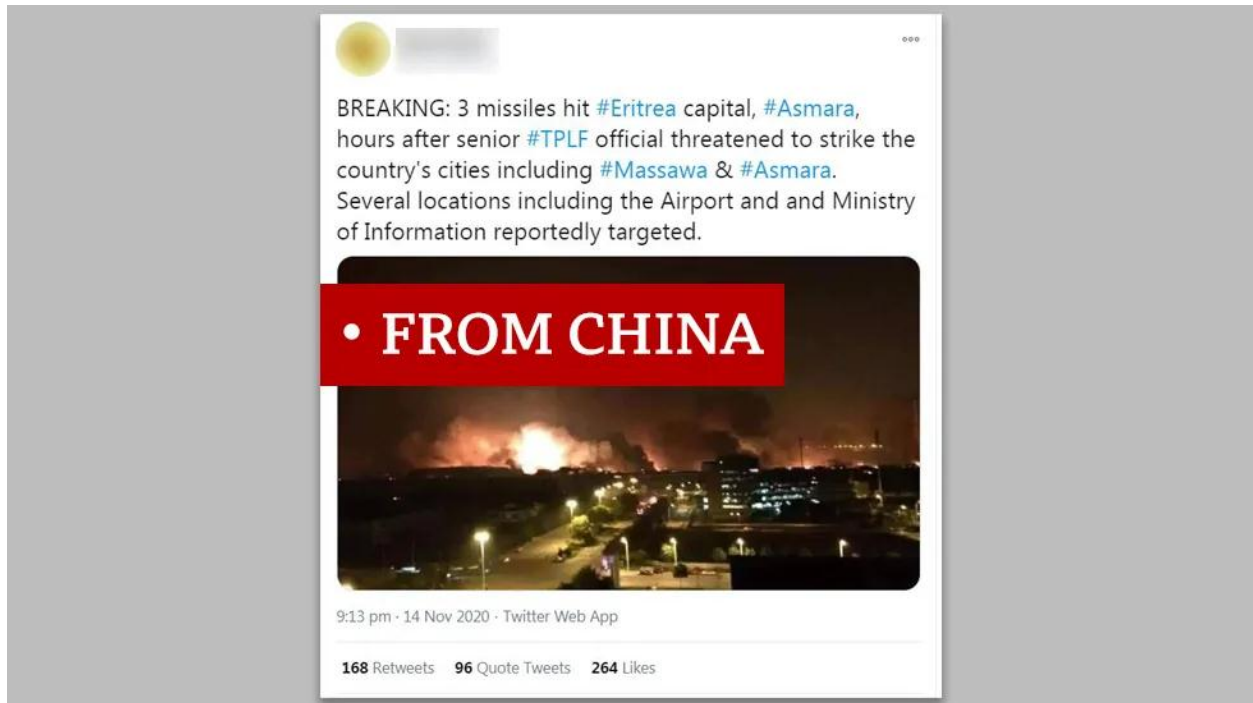 BREAKING: 3 missiles hit #Eritrea capital, #Asmara,
hours after senior #TPLF official threatened to strike the
country's cities including #Massawa & #Asmara.
Several locations including the Airport and and Ministry
of Information reportedly targeted.
• FROM CHINA
9:13 pm · 14 Nov 2020 · Twitter Web App
168 Retweets 96 Quote Tweets 264 Likes